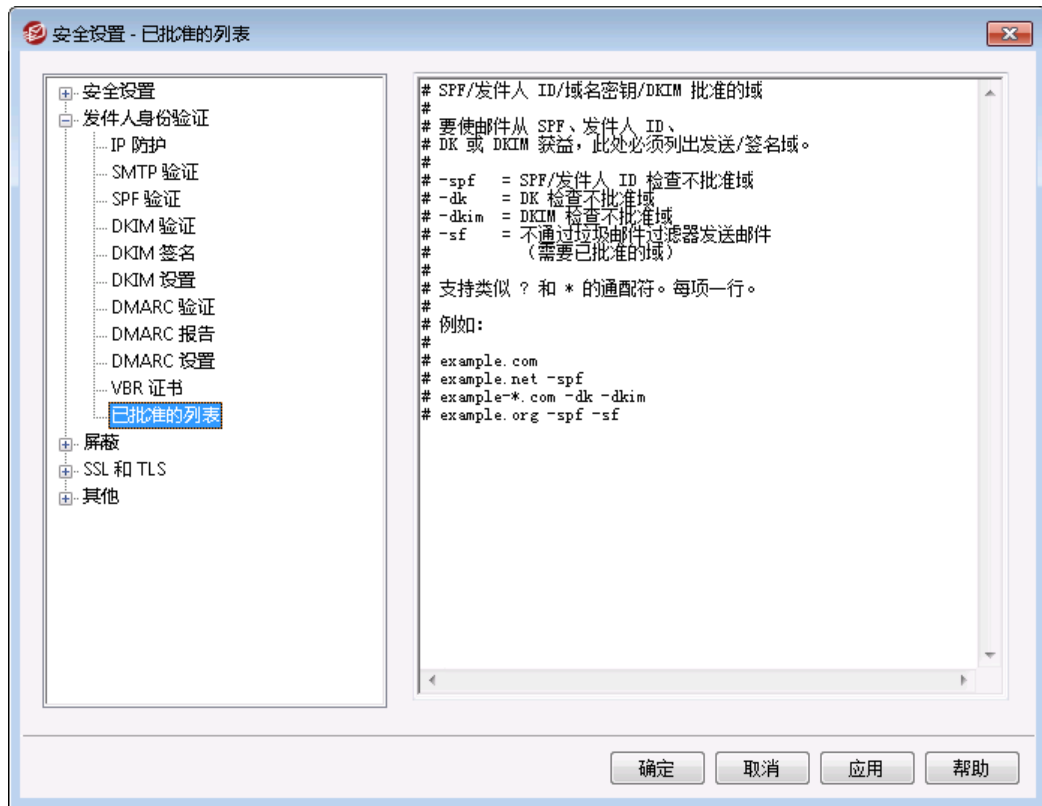 安全设置 - 已批准的列表
安全设置
发件人身份验证
IP 防护
SMTP 验证
SPF 验证
DKIM 验证
DKIM 签名
DKIM 设置
DMARC 验证
DMARC 报告
DMARC 设置
VBR 证书
已批准的列表
屏蔽
SSL 和 TLS
其他
# SPF/发件人 ID/域名密钥/DKIM 批准的域
#
# 要使邮件从 SPF、发件人 ID、
# DK 或 DKIM 获益，此处必须列出发送/签名域。
#
# -spf = SPF/发件人 ID 检查不批准域
# -dk = DK 检查不批准域
# -dkim = DKIM 检查不批准域
# -sf = 不通过垃圾邮件过滤器发送邮件
# （需要已批准的域）
#
# 支持类似 ? 和 * 的通配符。每项一行。
#
# 例如：
#
# example.com
# example.net -spf
# example-*.com -dk -dkim
# example.org -spf -sf
确定
取消
应用
帮助